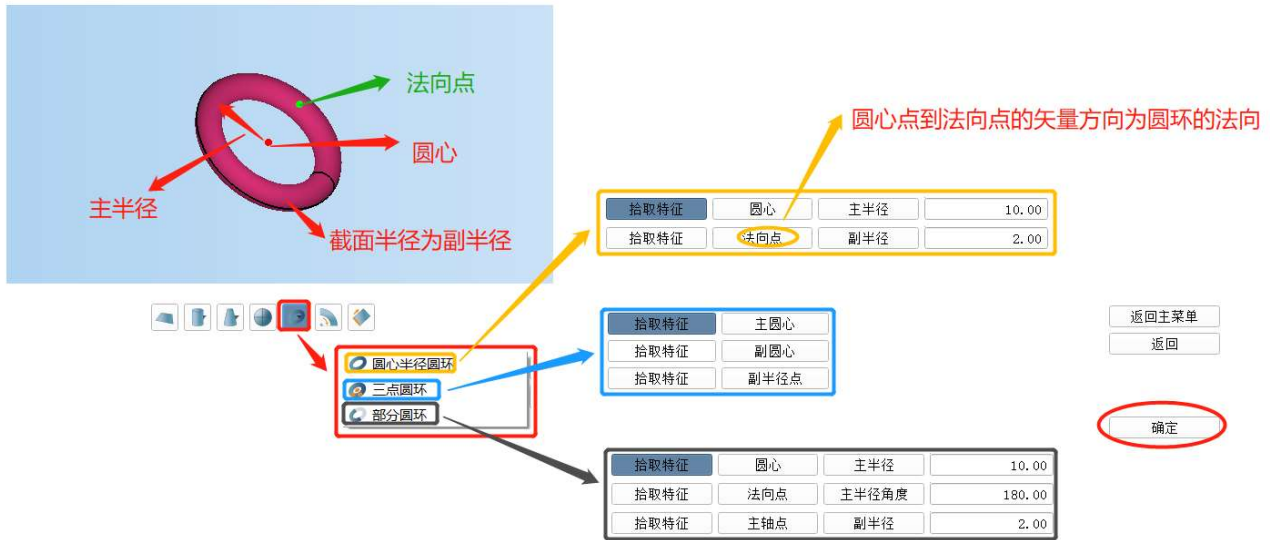 法向点
圆心点到法向点的矢量方向为圆环的法向
圆心
主半径
截面半径为副半径
拾取特征 圆心 主半径 10.00
拾取特征 法向点 副半径 2.00
圆心半径圆环
三点圆环
部分圆环
拾取特征 主圆心
拾取特征 副圆心
拾取特征 副半径点
返回主菜单
返回
确定
拾取特征 圆心 主半径 10.00
拾取特征 法向点 主半径角度 180.00
拾取特征 主轴点 副半径 2.00